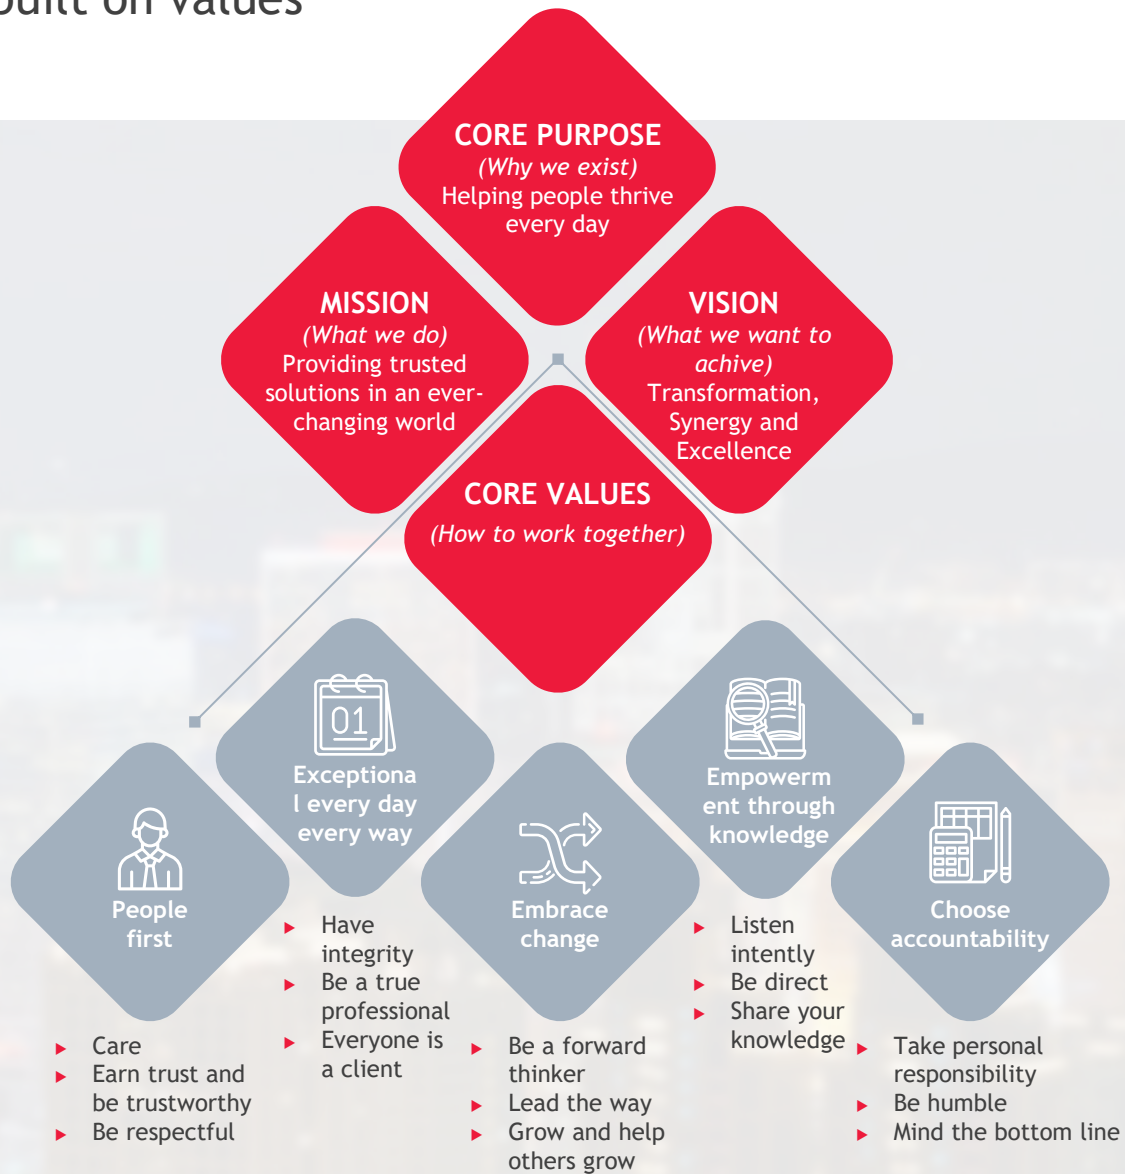 built on values
CORE PURPOSE
(Why we exist)
Helping people thrive
every day
MISSION
(What we do)
Providing trusted
solutions in an ever-
changing world
VISION
(What we want to
achive)
Transformation,
Synergy and
Excellence
CORE VALUES
(How to work together)
People
first
Care
Earn trust and
be trustworthy
Be respectful
01
Exceptiona
l every day
every way
Have
integrity
Be a true
professional
Everyone is
a client
Embrace
change
Be a forward
thinker
Lead the way
Grow and help
others grow
Empowerm
ent through
knowledge
Listen
intently
Be direct
Share your
knowledge
Choose
accountability
Take personal
responsibility
Be humble
Mind the bottom line